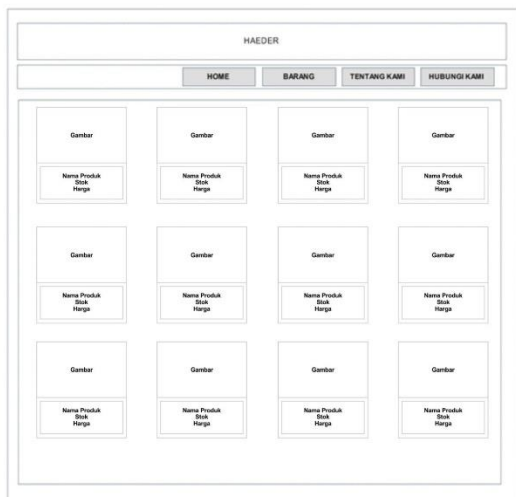 HAEDER
HOME BARANG TENTANG KAMI HUBUNGI KAMI
Gambar Gambar Gambar Gambar
Nama Produk Nama Produk Nama Produk Nama Produk
Stok Stok Stok Stok
Harga Harga Harga Harga
Gambar Gambar Gambar Gambar
Nama Produk Nama Produk Nama Produk Nama Produk
Stok Stok Stok Stok
Harga Harga Harga Harga
Gambar Gambar Gambar Gambar
Nama Produk Nama Produk Nama Produk Nama Produk
Stok Stok Stok Stok
Harga Harga Harga Harga